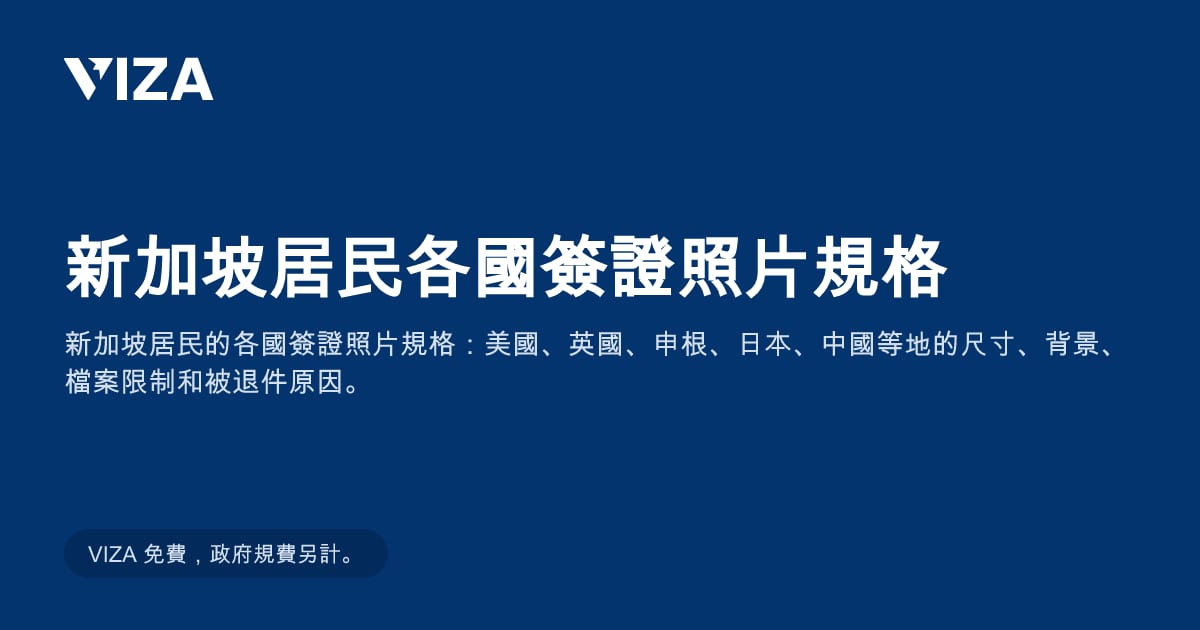 VIZA
新加坡居民各國簽證照片規格
新加坡居民的各國簽證照片規格：美國、英國、申根、日本、中國等地的尺寸、背景、
檔案限制和被退件原因。
VIZA 免費，政府規費另計。